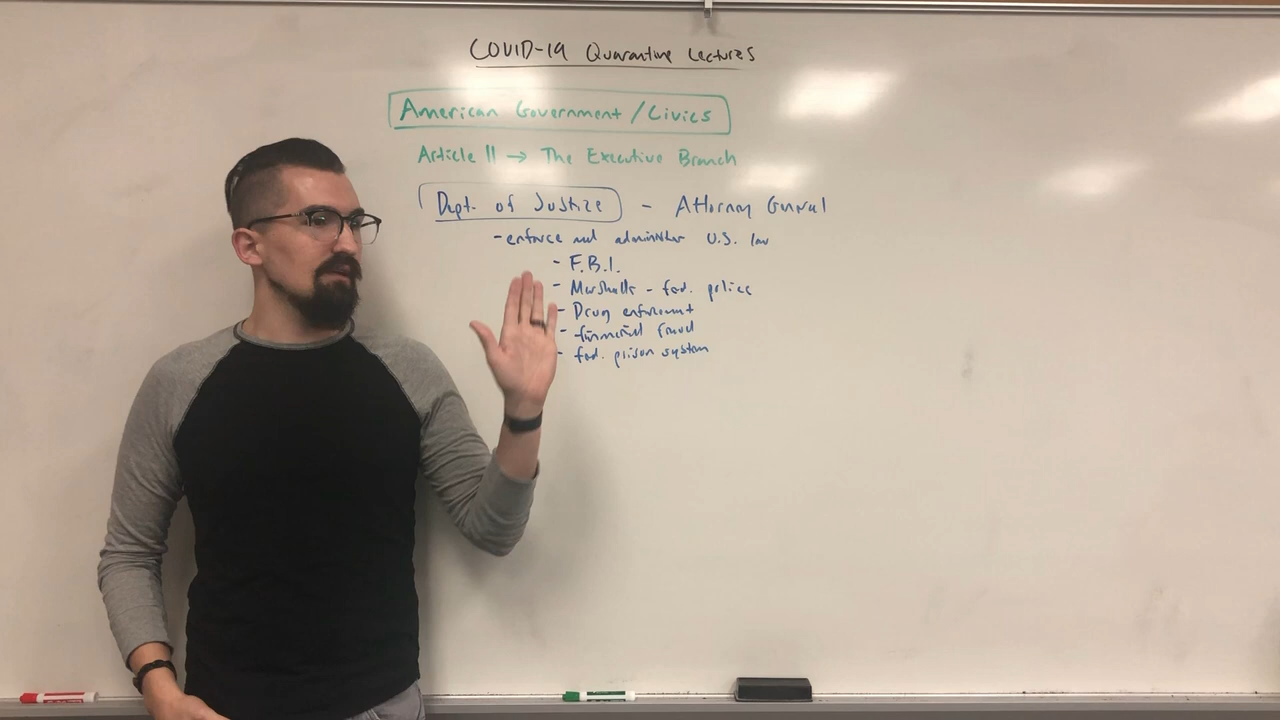 COVID-19 Quarantine Lectures
American Government/Civics
Article II → The Executive Branch
Dept. of Justice - Attorney General
- enforce and administer U.S. law
- F.B.I.
- Marshalls - fed. police
- Drug enforcement
- financial fraud
- fed. prison system